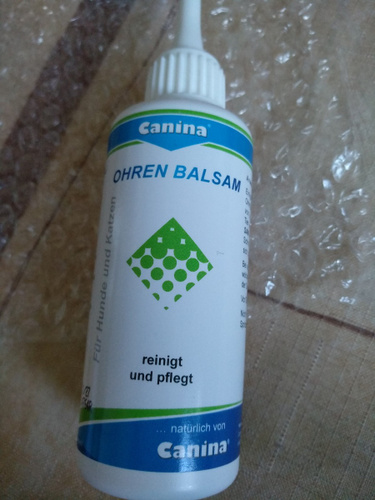 Canina®
OHREN BALSAM
Für Hunde und Katzen
reinigt
und pflegt
... natürlich von
Canina®